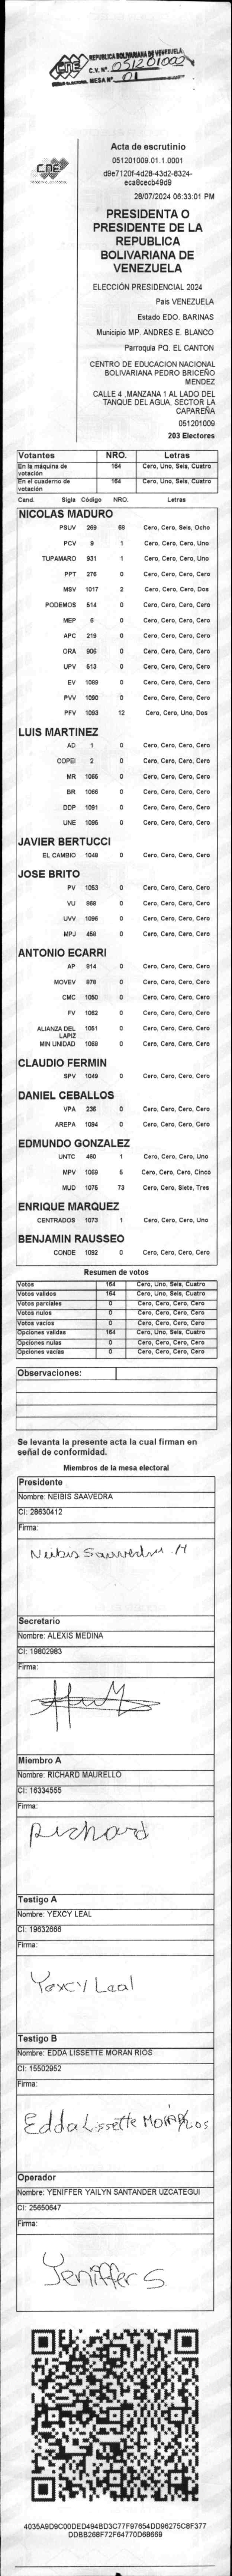 REPUBLICA BOLIVARIANA DE VENEZUELA
CNE C.V. N°. 051201002
MESA N° 01
CNE
Acta de escrutinio
051201009.01.1.0001
d9e7120f-4d28-43d2-8324-
eca8cecb49d9
28/07/2024 06:33:01 PM
PRESIDENTA O
PRESIDENTE DE LA
REPUBLICA
BOLIVARIANA DE
VENEZUELA
ELECCIÓN PRESIDENCIAL 2024
Pais VENEZUELA
Estado EDO. BARINAS
Municipio MP. ANDRES E. BLANCO
Parroquia PQ. EL CANTON
CENTRO DE EDUCACION NACIONAL
BOLIVARIANA PEDRO BRICEÑO
MENDEZ
CALLE 4 ,MANZANA 1 AL LADO DEL
TANQUE DEL AGUA, SECTOR LA
CAPAREÑA
051201009
203 Electores
Votantes NRO. Letras
En la máquina de votación 164 Cero, Uno, Seis, Cuatro
En el cuaderno de votación 164 Cero, Uno, Seis, Cuatro
Cand. Sigla Código NRO. Letras
NICOLAS MADURO
PSUV 269 68 Cero, Cero, Seis, Ocho
PCV 9 1 Cero, Cero, Cero, Uno
TUPAMARO 931 1 Cero, Cero, Cero, Uno
PPT 276 0 Cero, Cero, Cero, Cero
MSV 1017 2 Cero, Cero, Cero, Dos
PODEMOS 514 0 Cero, Cero, Cero, Cero
MEP 6 0 Cero, Cero, Cero, Cero
APC 219 0 Cero, Cero, Cero, Cero
ORA 906 0 Cero, Cero, Cero, Cero
UPV 513 0 Cero, Cero, Cero, Cero
EV 1089 0 Cero, Cero, Cero, Cero
PVV 1090 0 Cero, Cero, Cero, Cero
PFV 1093 12 Cero, Cero, Uno, Dos
LUIS MARTINEZ
AD 1 0 Cero, Cero, Cero, Cero
COPEI 2 0 Cero, Cero, Cero, Cero
MR 1065 0 Cero, Cero, Cero, Cero
BR 1066 0 Cero, Cero, Cero, Cero
DDP 1091 0 Cero, Cero, Cero, Cero
UNE 1095 0 Cero, Cero, Cero, Cero
JAVIER BERTUCCI
EL CAMBIO 1048 0 Cero, Cero, Cero, Cero
JOSE BRITO
PV 1053 0 Cero, Cero, Cero, Cero
VU 868 0 Cero, Cero, Cero, Cero
UVV 1096 0 Cero, Cero, Cero, Cero
MPJ 458 0 Cero, Cero, Cero, Cero
ANTONIO ECARRI
AP 914 0 Cero, Cero, Cero, Cero
MOVEV 878 0 Cero, Cero, Cero, Cero
CMC 1050 0 Cero, Cero, Cero, Cero
FV 1062 0 Cero, Cero, Cero, Cero
ALIANZA DEL LAPIZ 1051 0 Cero, Cero, Cero, Cero
MIN UNIDAD 1068 0 Cero, Cero, Cero, Cero
CLAUDIO FERMIN
SPV 1049 0 Cero, Cero, Cero, Cero
DANIEL CEBALLOS
VPA 236 0 Cero, Cero, Cero, Cero
AREPA 1094 0 Cero, Cero, Cero, Cero
EDMUNDO GONZALEZ
UNTC 460 1 Cero, Cero, Cero, Uno
MPV 1069 5 Cero, Cero, Cero, Cinco
MUD 1075 73 Cero, Cero, Siete, Tres
ENRIQUE MARQUEZ
CENTRADOS 1073 1 Cero, Cero, Cero, Uno
BENJAMIN RAUSSEO
CONDE 1092 0 Cero, Cero, Cero, Cero
Resumen de votos
Votos 164 Cero, Uno, Seis, Cuatro
Votos validos 164 Cero, Uno, Seis, Cuatro
Votos parciales 0 Cero, Cero, Cero, Cero
Votos nulos 0 Cero, Cero, Cero, Cero
Votos vacios 0 Cero, Cero, Cero, Cero
Opciones validas 164 Cero, Uno, Seis, Cuatro
Opciones nulas 0 Cero, Cero, Cero, Cero
Opciones vacias 0 Cero, Cero, Cero, Cero
Observaciones:
Se levanta la presente acta la cual firman en
señal de conformidad.
Miembros de la mesa electoral
Presidente
Nombre: NEIBIS SAAVEDRA
CI: 28630412
Firma:
Neibis Saavedra .H
Secretario
Nombre: ALEXIS MEDINA
CI: 19802983
Firma:
Miembro A
Nombre: RICHARD MAURELLO
CI: 16334555
Firma:
Richard
Testigo A
Nombre: YEXCY LEAL
CI: 19632666
Firma:
Yexcy Leal
Testigo B
Nombre: EDDA LISSETTE MORAN RIOS
CI: 15502952
Firma:
Edda Lissette Moran Rios
Operador
Nombre: YENIFFER YAILYN SANTANDER UZCATEGUI
CI: 25650647
Firma:
Yeniffer S
4035A9D9C00DED494BD3C77F97654DD96275C8F377
DDBB268F72F64770D68669